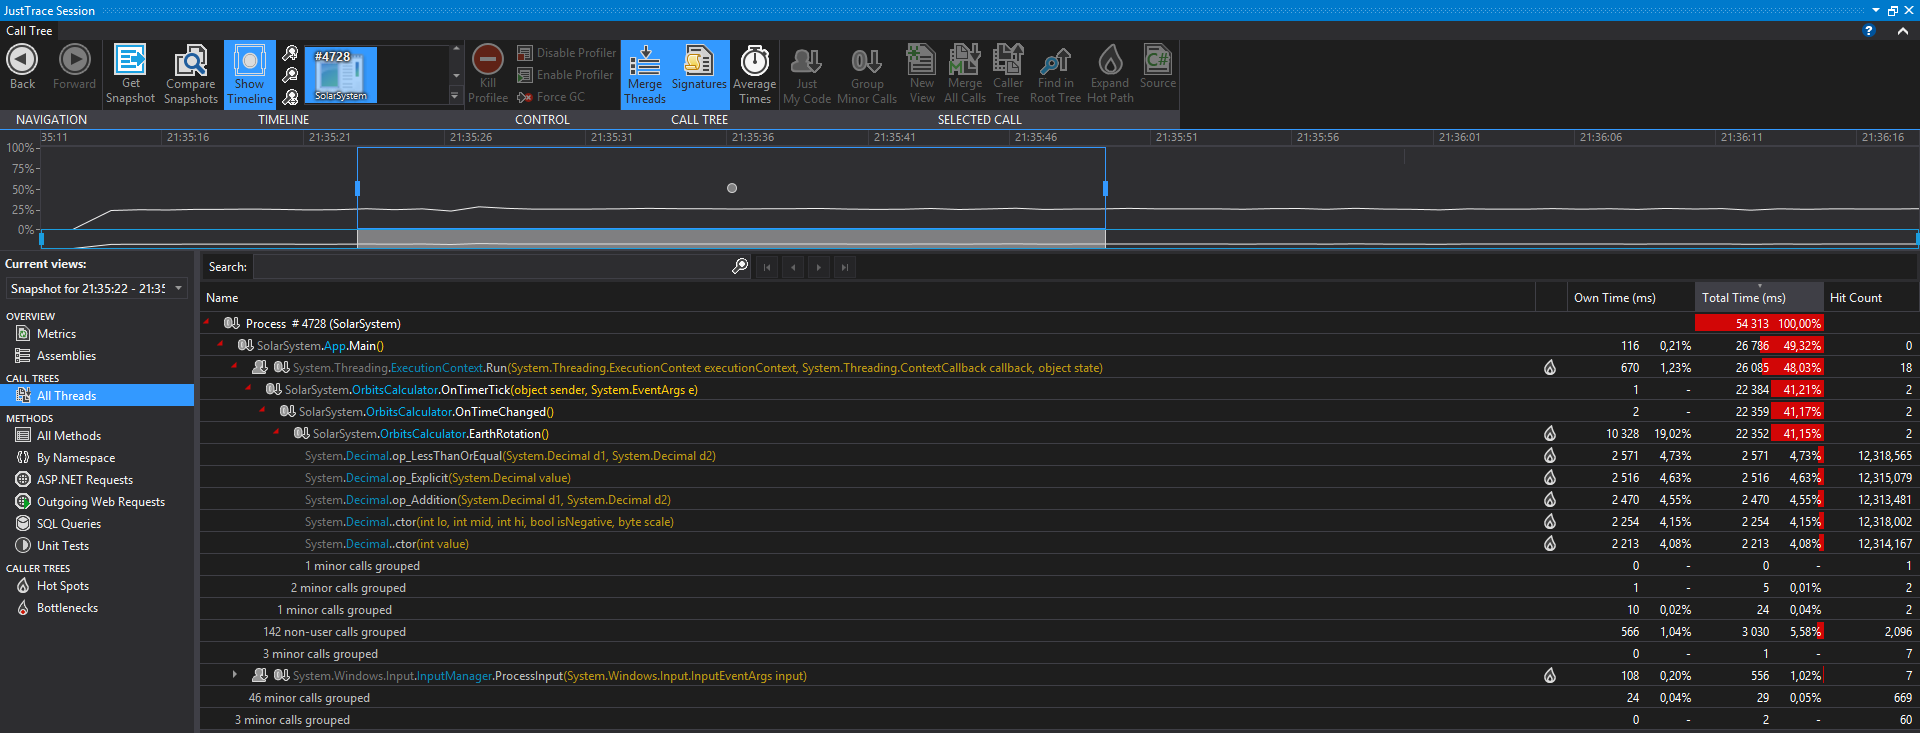 JustTrace Session
Call Tree
Back
Forward
Get Snapshot
Compare Snapshots
Show Timeline
#4728
SolarSystem
Kill Profilee
Disable Profiler
Enable Profiler
Force GC
Merge Threads
Signatures
Average Times
Just My Code
Group Minor Calls
New View
Merge All Calls
Caller Tree
Find in Root Tree
Expand Hot Path
C#
Source
NAVIGATION TIMELINE CONTROL CALL TREE SELECTED CALL
35:11 21:35:16 21:35:21 21:35:26 21:35:31 21:35:36 21:35:41 21:35:46 21:35:51 21:35:56 21:36:01 21:36:06 21:36:11 21:36:16
100%
75%
50%
25%
0%
Current views:
Snapshot for 21:35:22 - 21:35
OVERVIEW
Metrics
Assemblies
CALL TREES
All Threads
METHODS
All Methods
By Namespace
ASP.NET Requests
Outgoing Web Requests
SQL Queries
Unit Tests
CALLER TREES
Hot Spots
Bottlenecks
Search:
Name Own Time (ms) Total Time (ms) Hit Count
Process # 4728 (SolarSystem) 54 313 100,00%
SolarSystem.App.Main() 116 0,21% 26 786 49,32% 0
System.Threading.ExecutionContext.Run(System.Threading.ExecutionContext executionContext, System.Threading.ContextCallback callback, object state) 670 1,23% 26 085 48,03% 18
SolarSystem.OrbitsCalculator.OnTimerTick(object sender, System.EventArgs e) 1 - 22 384 41,21% 2
SolarSystem.OrbitsCalculator.OnTimeChanged() 2 - 22 359 41,17% 2
SolarSystem.OrbitsCalculator.EarthRotation() 10 328 19,02% 22 352 41,15% 2
System.Decimal.op_LessThanOrEqual(System.Decimal d1, System.Decimal d2) 2 571 4,73% 2 571 4,73% 12,318,565
System.Decimal.op_Explicit(System.Decimal value) 2 516 4,63% 2 516 4,63% 12,315,079
System.Decimal.op_Addition(System.Decimal d1, System.Decimal d2) 2 470 4,55% 2 470 4,55% 12,313,481
System.Decimal..ctor(int lo, int mid, int hi, bool isNegative, byte scale) 2 254 4,15% 2 254 4,15% 12,318,002
System.Decimal..ctor(int value) 2 213 4,08% 2 213 4,08% 12,314,167
1 minor calls grouped 0 - 0 - 1
2 minor calls grouped 1 - 5 0,01% 2
1 minor calls grouped 10 0,02% 24 0,04% 2
142 non-user calls grouped 566 1,04% 3 030 5,58% 2,096
3 minor calls grouped 0 - 1 - 7
System.Windows.Input.InputManager.ProcessInput(System.Windows.Input.InputEventArgs input) 108 0,20% 556 1,02% 7
46 minor calls grouped 24 0,04% 29 0,05% 669
3 minor calls grouped 0 - 2 - 60